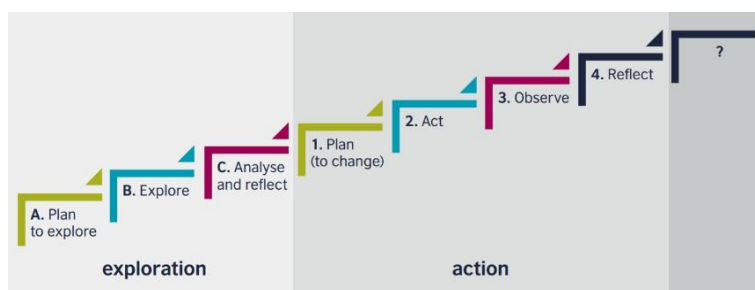 A. Plan
to explore
B. Explore
C. Analyse
and reflect
1. Plan
(to change)
2. Act
3. Observe
4. Reflect
?
exploration
action